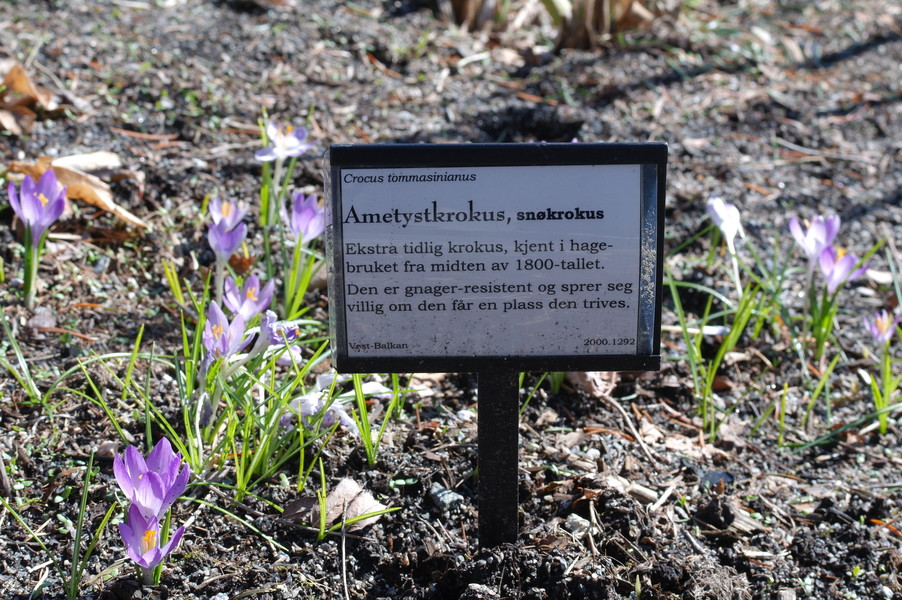 Crocus tommasinianus
Ametystkrokus, snøkrokus
Ekstra tidlig krokus, kjent i hage-
bruket fra midten av 1800-tallet.
Den er gnager-resistent og sprer seg
villig om den får en plass den trives.
Vest-Balkan 2000.1292